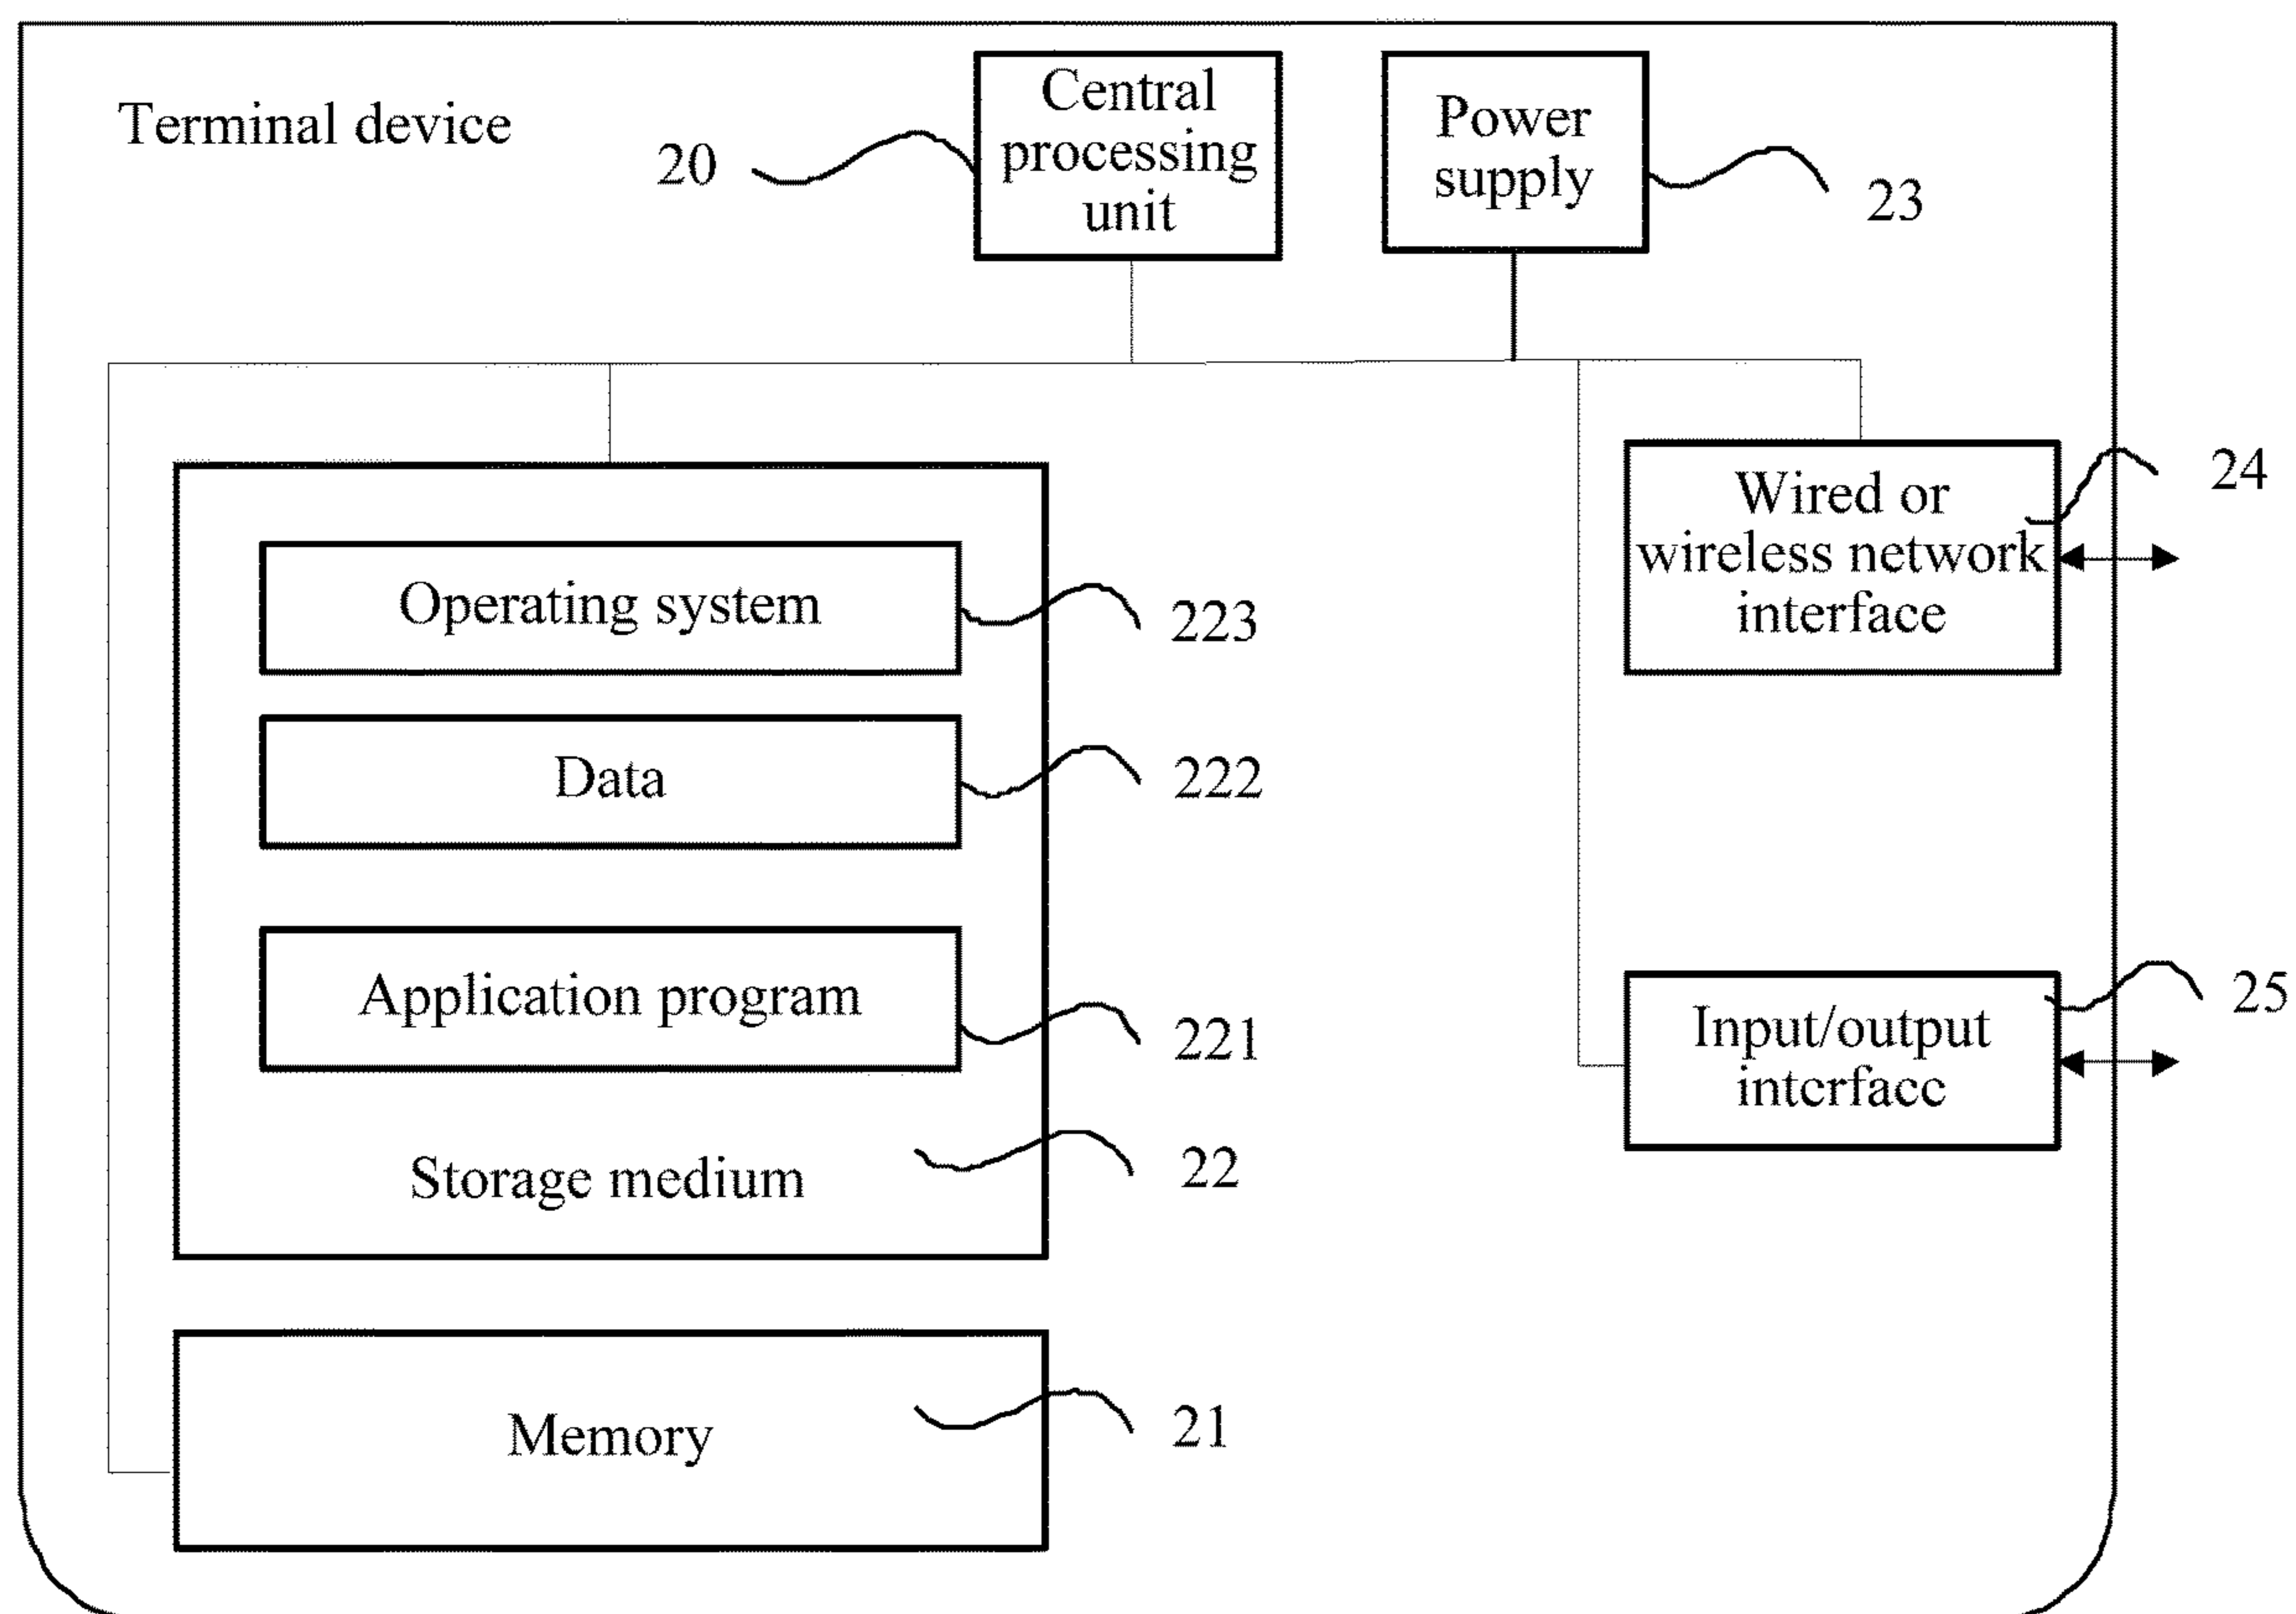 Terminal device
20
Central
processing
unit
Power
supply
23
Wired or
wireless network
interface
24
Operating system
223
Data
222
Application program
221
Storage medium
22
Input/output
interface
25
Memory
21